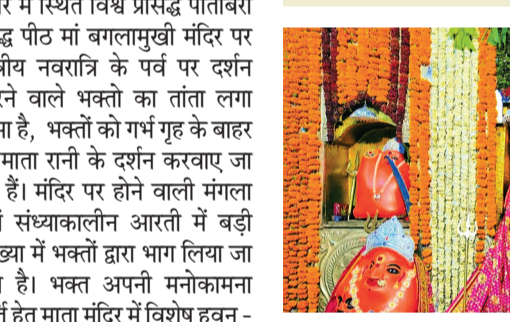 में स्थित विश्व प्रसिद्ध पीतांबरा
पीठ मां बगलामुखी मंदिर पर
नवरात्रि के पर्व पर दर्शन
वाले भक्तो का तांता लगा
है, भक्तों को गर्भ गृह के बाहर
माता रानी के दर्शन करवाए जा
हैं। मंदिर पर होने वाली मंगला
संध्याकालीन आरती में बड़ी
में भक्तों द्वारा भाग लिया जा
है। भक्त अपनी मनोकामना
हेतु माता मंदिर में विशेष हवन -